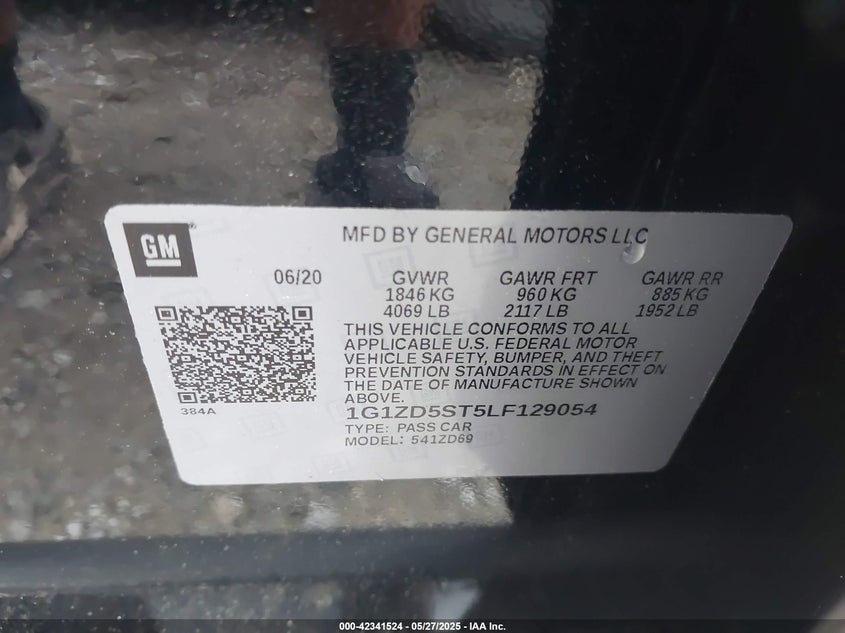 GM
MFD BY GENERAL MOTORS LLC
06/20
GVWR GAWR FRT GAWR RR
1846 KG 960 KG 885 KG
4069 LB 2117 LB 1952 LB
THIS VEHICLE CONFORMS TO ALL
APPLICABLE U.S. FEDERAL MOTOR
VEHICLE SAFETY, BUMPER, AND THEFT
PREVENTION STANDARDS IN EFFECT ON
THE DATE OF MANUFACTURE SHOWN
ABOVE.
384A
1G1ZD5ST5LF129054
TYPE: PASS CAR
MODEL: 541ZD69
000-42341524 — 05/27/2025 — IAA Inc.